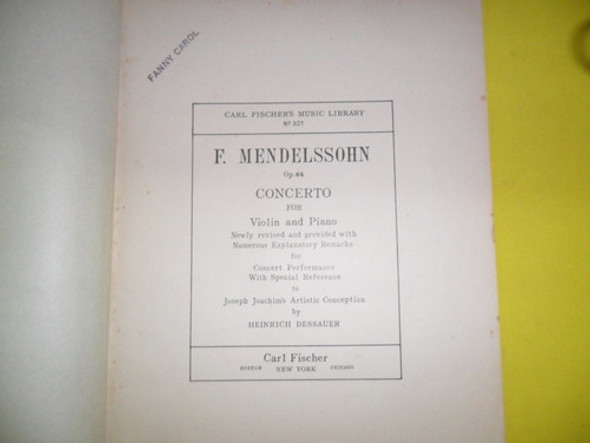 FANNY CAROL
CARL FISCHER'S MUSIC LIBRARY
No 321
F. MENDELSSOHN
Op. 64
CONCERTO
FOR
Violin and Piano
Newly revised and provided with
Numerous Explanatory Remarks
for
Concert Performance
With Special Reference
to
Joseph Joachim's Artistic Conception
by
HEINRICH DESSAUER
Carl Fischer
BOSTON NEW YORK CHICAGO